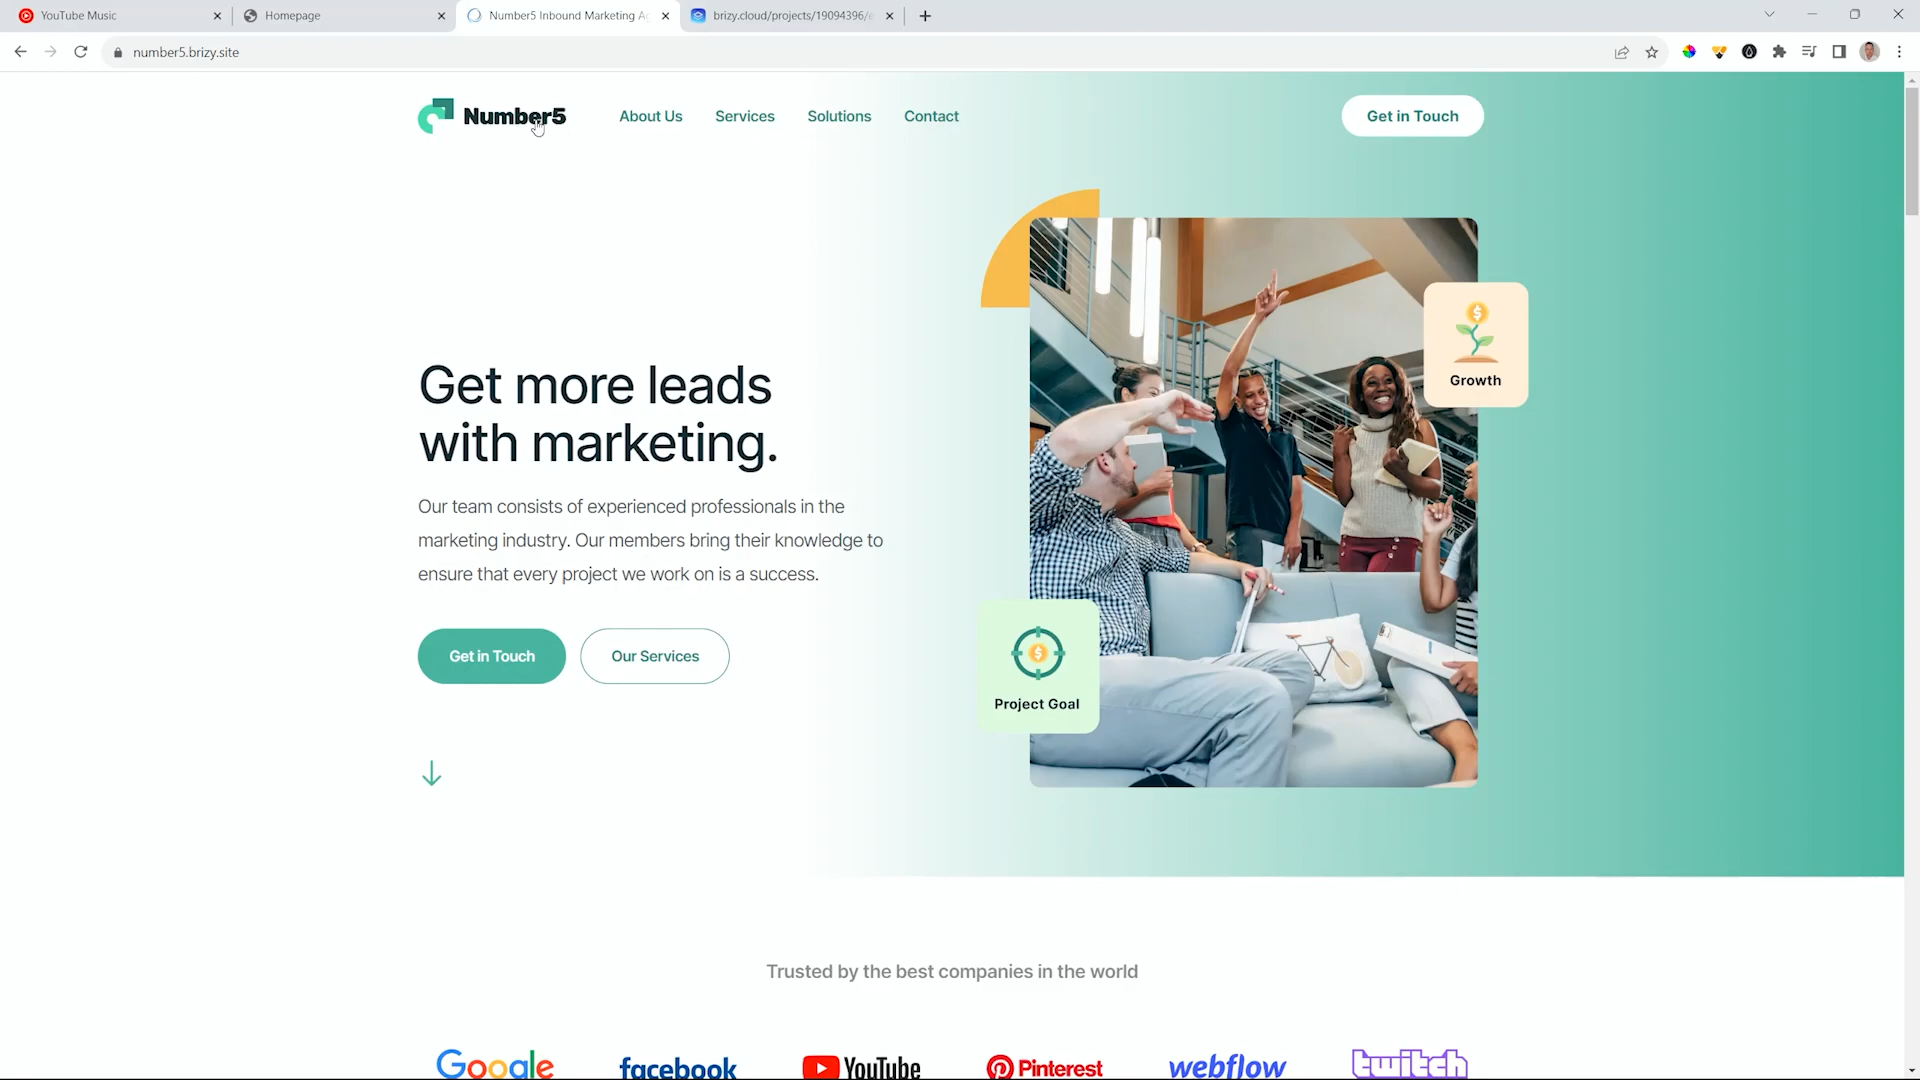 YouTube Music
Homepage
Number5 Inbound Marketing Ag
brizy.cloud/projects/19094396/e
number5.brizy.site
Number5
About Us
Services
Solutions
Contact
Get in Touch
Growth
Get more leads
with marketing.
Our team consists of experienced professionals in the
marketing industry. Our members bring their knowledge to
ensure that every project we work on is a success.
Get in Touch
Our Services
Project Goal
Trusted by the best companies in the world
Google
facebook
YouTube
Pinterest
webflow
twitch